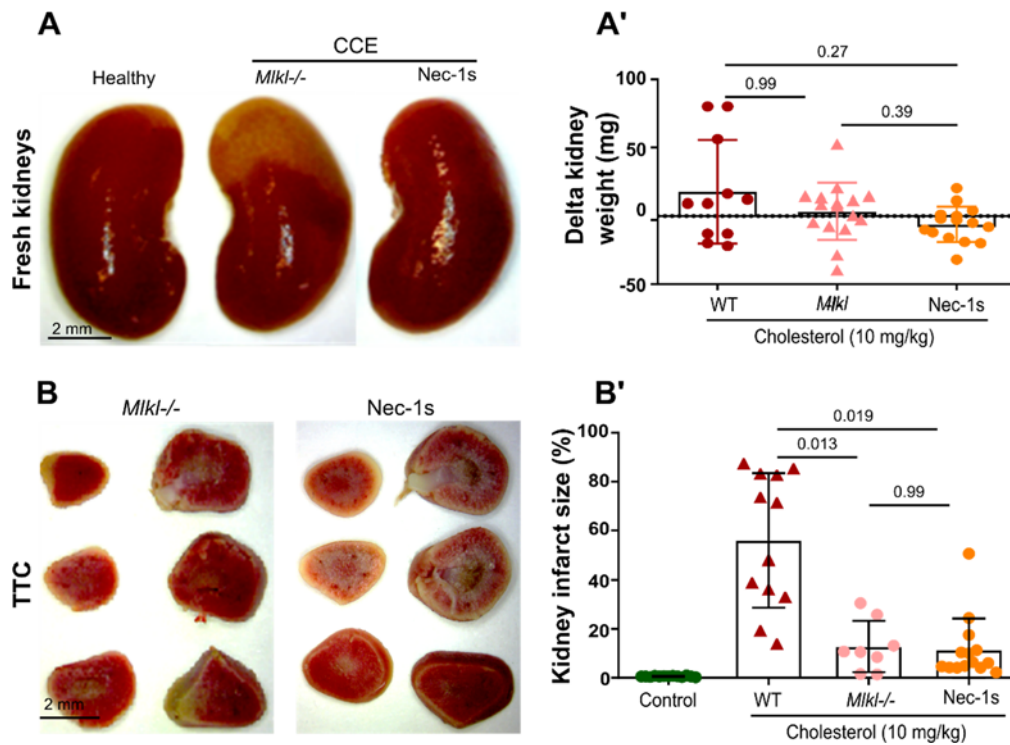 A
CCE
Healthy
Mlkl-/-
Nec-1s
Fresh kidneys
2 mm
A'
Delta kidney
weight (mg)
0.27
0.99
0.39
100
50
0
-50
WT
Nec-1s
Cholesterol (10 mg/kg)
B
Mlkl-/-
Nec-1s
TTC
2 mm
B'
Kidney infarct size (%)
0.019
0.013
0.99
100
80
60
40
20
0
Control
WT
Mlkl-/-
Nec-1s
Cholesterol (10 mg/kg)